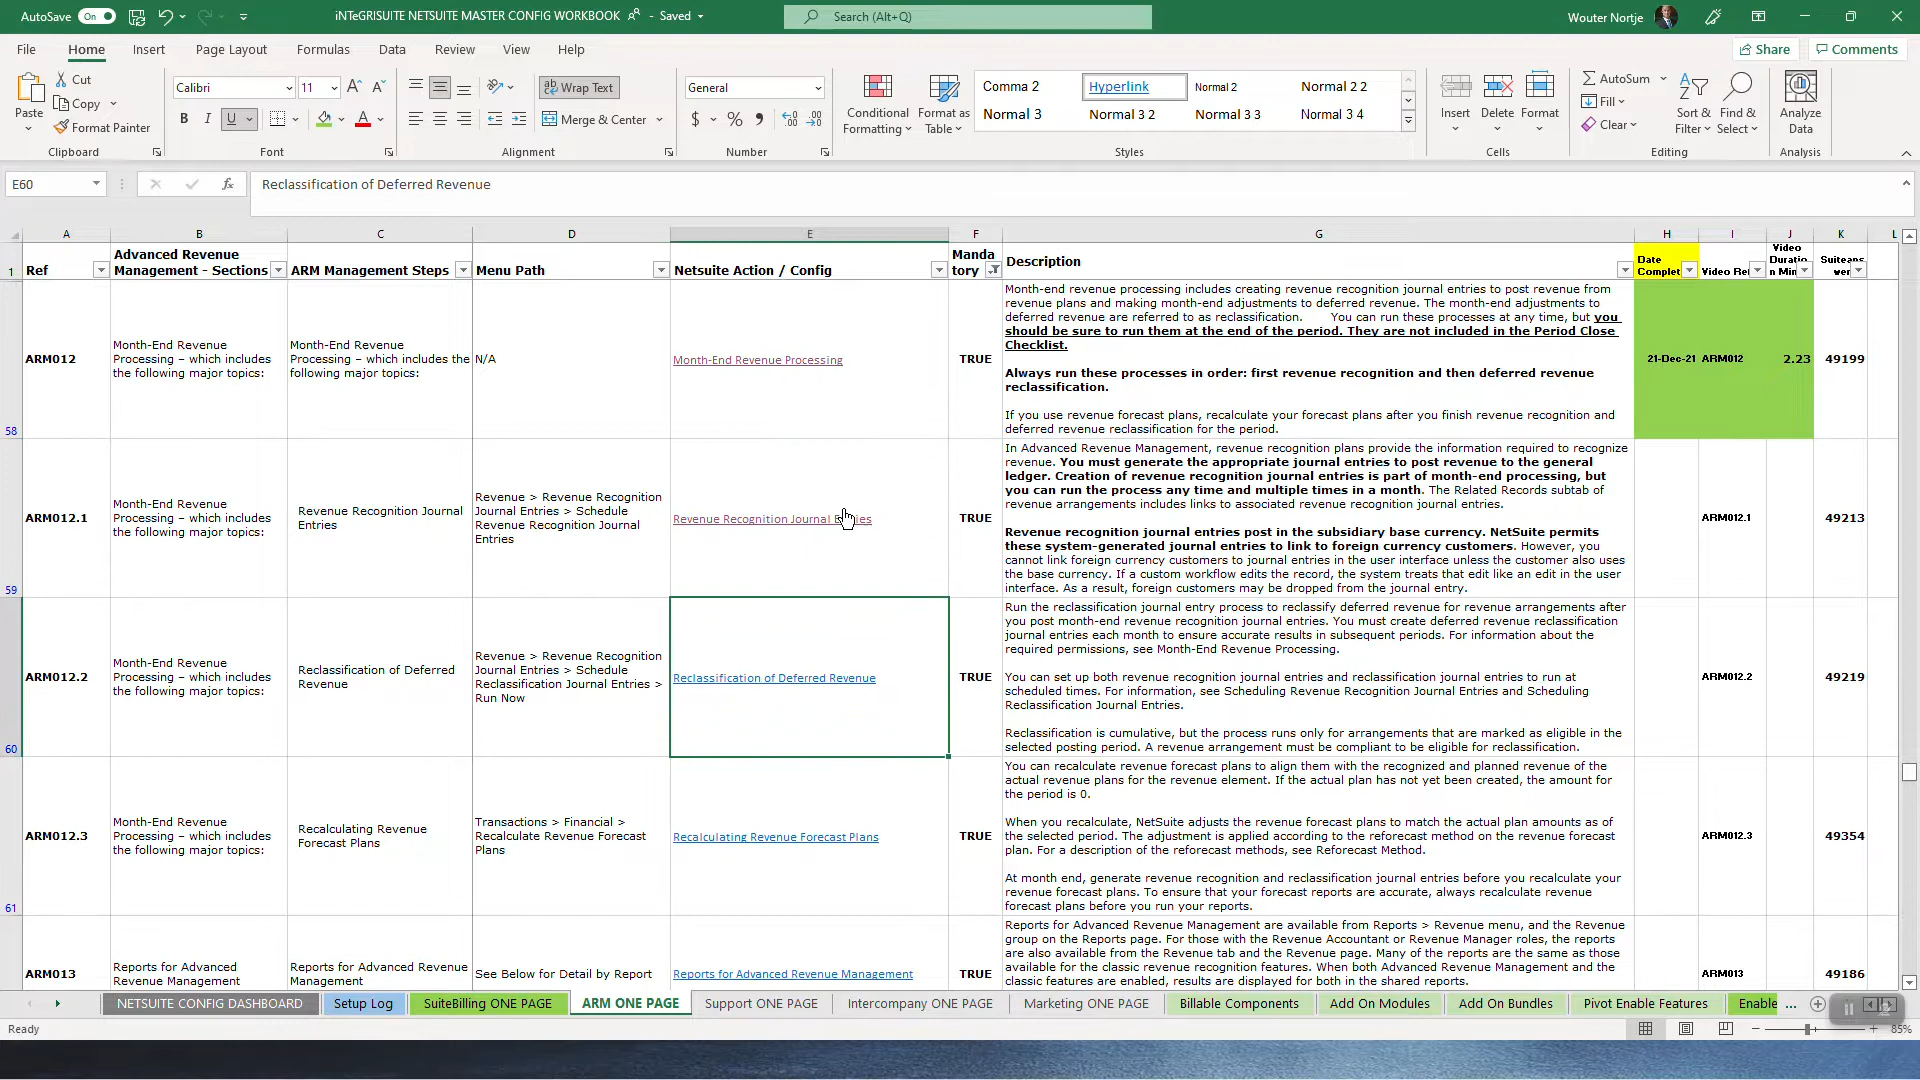 AutoSave On iNTeGRISUITE NETSUITE MASTER CONFIG WORKBOOK - Saved Search (Alt+Q) Wouter Nortje
File Home Insert Page Layout Formulas Data Review View Help Share Comments
Paste Cut Copy Format Painter Calibri 11 Wrap Text Merge & Center General
Conditional Formatting Format as Table Comma 2 Hyperlink Normal 2 Normal 2 2
Normal 3 Normal 3 2 Normal 3 3 Normal 3 4
Insert Delete Format AutoSum Fill Clear Sort & Filter Find & Select Analyze Data
Clipboard Font Alignment Number Styles Cells Editing Analysis
E60 fx Reclassification of Deferred Revenue
A B C D E F G H I J K L
1 Ref
Advanced Revenue
Management - Sections
ARM Management Steps
Menu Path
Netsuite Action / Config
Manda
tory
Description
Date
Complet
Video Re
Video
Duratio
n Min
Suitean
wer
58
ARM012
Month-End Revenue
Processing – which includes
the following major topics:
Month-End Revenue
Processing – which includes the
following major topics:
N/A
Month-End Revenue Processing
TRUE
Month-end revenue processing includes creating revenue recognition journal entries to post revenue from
revenue plans and making month-end adjustments to deferred revenue. The month-end adjustments to
deferred revenue are referred to as reclassification. You can run these processes at any time, but you
should be sure to run them at the end of the period. They are not included in the Period Close
Checklist.
Always run these processes in order: first revenue recognition and then deferred revenue
reclassification.
If you use revenue forecast plans, recalculate your forecast plans after you finish revenue recognition and
deferred revenue reclassification for the period.
21-Dec-21 ARM012 2.23 49199
59
ARM012.1
Month-End Revenue
Processing – which includes
the following major topics:
Revenue Recognition Journal
Entries
Revenue > Revenue Recognition
Journal Entries > Schedule
Revenue Recognition Journal
Entries
Revenue Recognition Journal Entries
TRUE
In Advanced Revenue Management, revenue recognition plans provide the information required to recognize
revenue. You must generate the appropriate journal entries to post revenue to the general
ledger. Creation of revenue recognition journal entries is part of month-end processing, but
you can run the process any time and multiple times in a month. The Related Records subtab of
revenue arrangements includes links to associated revenue recognition journal entries.
Revenue recognition journal entries post in the subsidiary base currency. NetSuite permits
these system-generated journal entries to link to foreign currency customers. However, you
cannot link foreign currency customers to journal entries in the user interface unless the customer also uses
the base currency. If a custom workflow edits the record, the system treats that edit like an edit in the user
interface. As a result, foreign customers may be dropped from the journal entry.
ARM012.1 49213
60
ARM012.2
Month-End Revenue
Processing – which includes
the following major topics:
Reclassification of Deferred
Revenue
Revenue > Revenue Recognition
Journal Entries > Schedule
Reclassification Journal Entries >
Run Now
Reclassification of Deferred Revenue
TRUE
Run the reclassification journal entry process to reclassify deferred revenue for revenue arrangements after
you post month-end revenue recognition journal entries. You must create deferred revenue reclassification
journal entries each month to ensure accurate results in subsequent periods. For information about the
required permissions, see Month-End Revenue Processing.
You can set up both revenue recognition journal entries and reclassification journal entries to run at
scheduled times. For information, see Scheduling Revenue Recognition Journal Entries and Scheduling
Reclassification Journal Entries.
Reclassification is cumulative, but the process runs only for arrangements that are marked as eligible in the
selected posting period. A revenue arrangement must be compliant to be eligible for reclassification.
ARM012.2 49219
61
ARM012.3
Month-End Revenue
Processing – which includes
the following major topics:
Recalculating Revenue
Forecast Plans
Transactions > Financial >
Recalculate Revenue Forecast
Plans
Recalculating Revenue Forecast Plans
TRUE
You can recalculate revenue forecast plans to align them with the recognized and planned revenue of the
actual revenue plans for the revenue element. If the actual plan has not yet been created, the amount for
the period is 0.
When you recalculate, NetSuite adjusts the revenue forecast plans to match the actual plan amounts as of
the selected period. The adjustment is applied according to the reforecast method on the revenue forecast
plan. For a description of the reforecast methods, see Reforecast Method.
At month end, generate revenue recognition and reclassification journal entries before you recalculate your
revenue forecast plans. To ensure that your forecast reports are accurate, always recalculate revenue
forecast plans before you run your reports.
ARM012.3 49354
ARM013
Reports for Advanced
Revenue Management
Reports for Advanced Revenue
Management
See Below for Detail by Report
Reports for Advanced Revenue Management
TRUE
Reports for Advanced Revenue Management are available from Reports > Revenue menu, and the Revenue
group on the Reports page. For those with the Revenue Accountant or Revenue Manager roles, the reports
are also available from the Revenue tab and the Revenue page. Many of the reports are the same as those
available for the classic revenue recognition features. When both Advanced Revenue Management and the
classic features are enabled, results are displayed for both in the shared reports.
ARM013 49186
NETSUITE CONFIG DASHBOARD Setup Log SuiteBilling ONE PAGE ARM ONE PAGE Support ONE PAGE Intercompany ONE PAGE Marketing ONE PAGE Billable Components Add On Modules Add On Bundles Pivot Enable Features Enable ...
Ready 85%